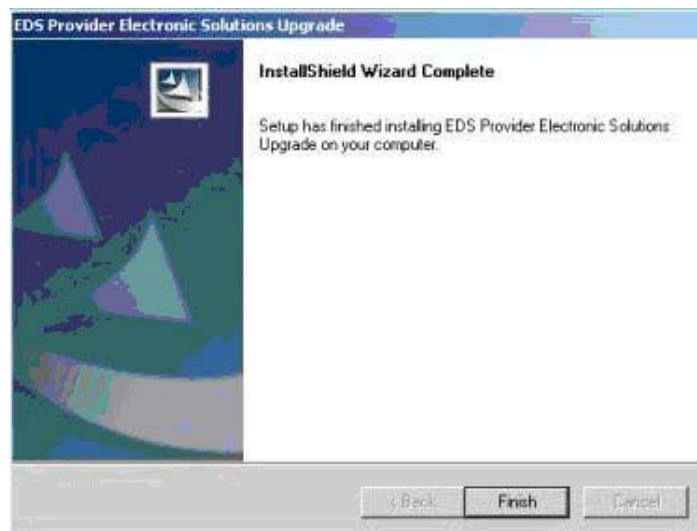 EDS Provider Electronic Solutions Upgrade
InstallShield Wizard Complete
Setup has finished installing EDS Provider Electronic Solutions
Upgrade on your computer.
< Back
Finish
Cancel